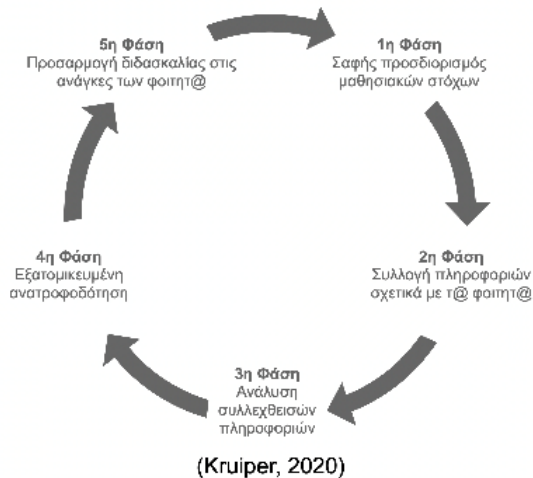 5η Φάση
Προσαρμογή διδασκαλίας στις
ανάγκες των φοιτητ@
1η Φάση
Σαφής προσδιορισμός
μαθησιακών στόχων
2η Φάση
Συλλογή πληροφοριών
σχετικά με τ@ φοιτητ@
3η Φάση
Ανάλυση
συλλεχθεισών
πληροφοριών
4η Φάση
Εξατομικευμένη
ανατροφοδότηση
(Kruiper, 2020)